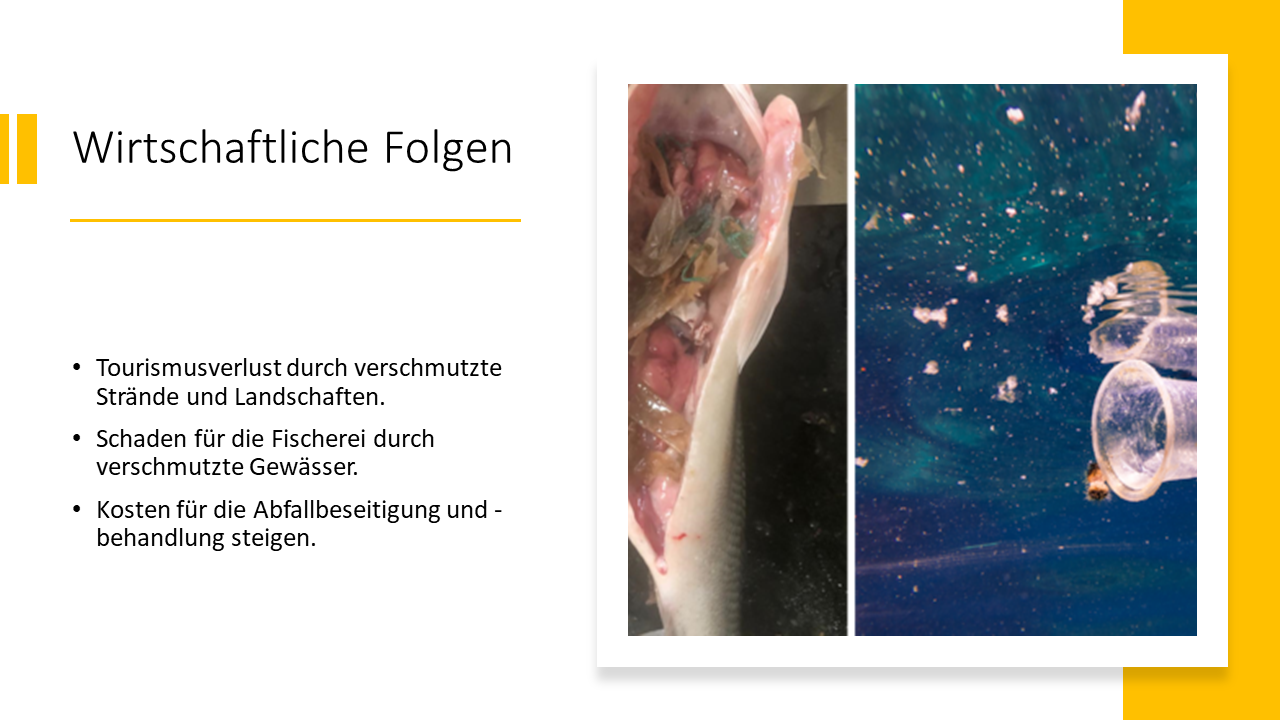 Wirtschaftliche Folgen
• Tourismusverlust durch verschmutzte
Strände und Landschaften.
• Schaden für die Fischerei durch
verschmutzte Gewässer.
• Kosten für die Abfallbeseitigung und -
behandlung steigen.